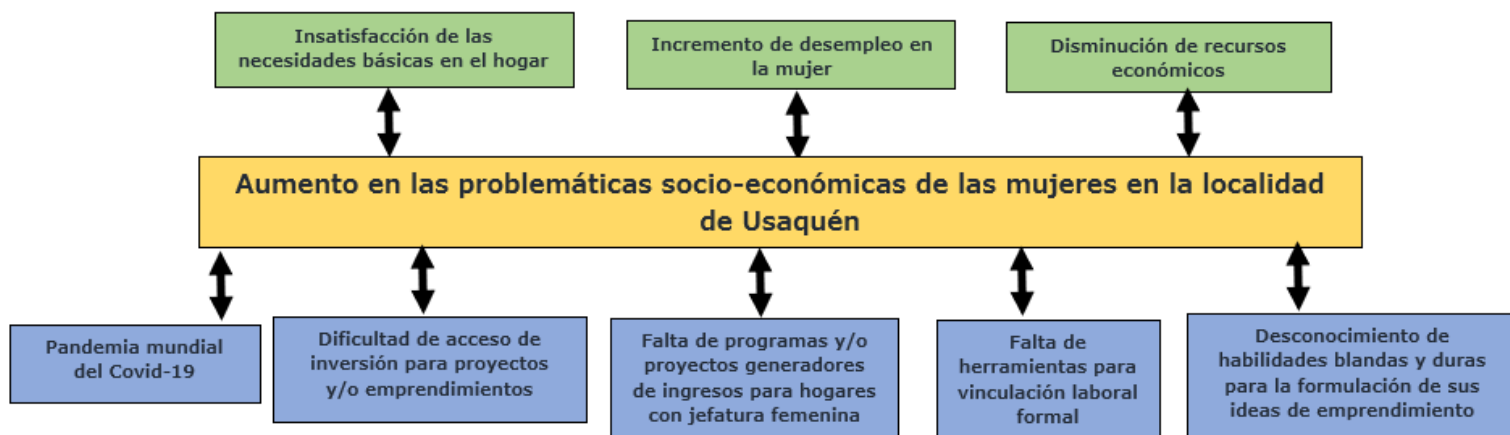 Insatisfacción de las
necesidades básicas en el hogar
Incremento de desempleo en
la mujer
Disminución de recursos
económicos
Aumento en las problemáticas socio-económicas de las mujeres en la localidad
de Usaquén
Pandemia mundial
del Covid-19
Dificultad de acceso de
inversión para proyectos
y/o emprendimientos
Falta de programas y/o
proyectos generadores
de ingresos para hogares
con jefatura femenina
Falta de
herramientas para
vinculación laboral
formal
Desconocimiento de
habilidades blandas y duras
para la formulación de sus
ideas de emprendimiento